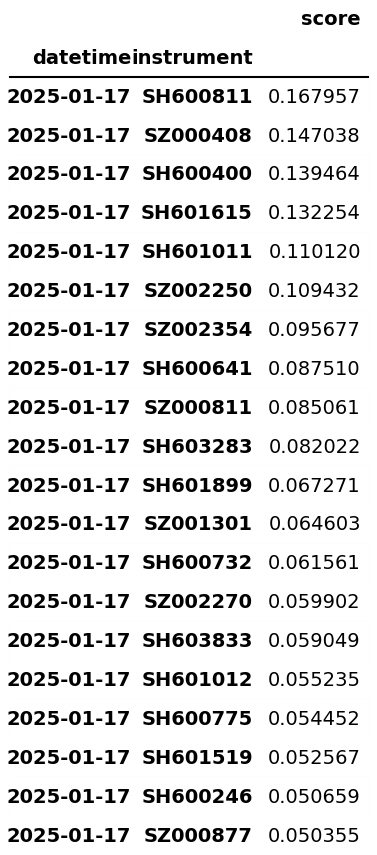 score
datetime instrument
2025-01-17 SH600811 0.167957
2025-01-17 SZ000408 0.147038
2025-01-17 SH600400 0.139464
2025-01-17 SH601615 0.132254
2025-01-17 SH601011 0.110120
2025-01-17 SZ002250 0.109432
2025-01-17 SZ002354 0.095677
2025-01-17 SH600641 0.087510
2025-01-17 SZ000811 0.085061
2025-01-17 SH603283 0.082022
2025-01-17 SH601899 0.067271
2025-01-17 SZ001301 0.064603
2025-01-17 SH600732 0.061561
2025-01-17 SZ002270 0.059902
2025-01-17 SH603833 0.059049
2025-01-17 SH601012 0.055235
2025-01-17 SH600775 0.054452
2025-01-17 SH601519 0.052567
2025-01-17 SH600246 0.050659
2025-01-17 SZ000877 0.050355